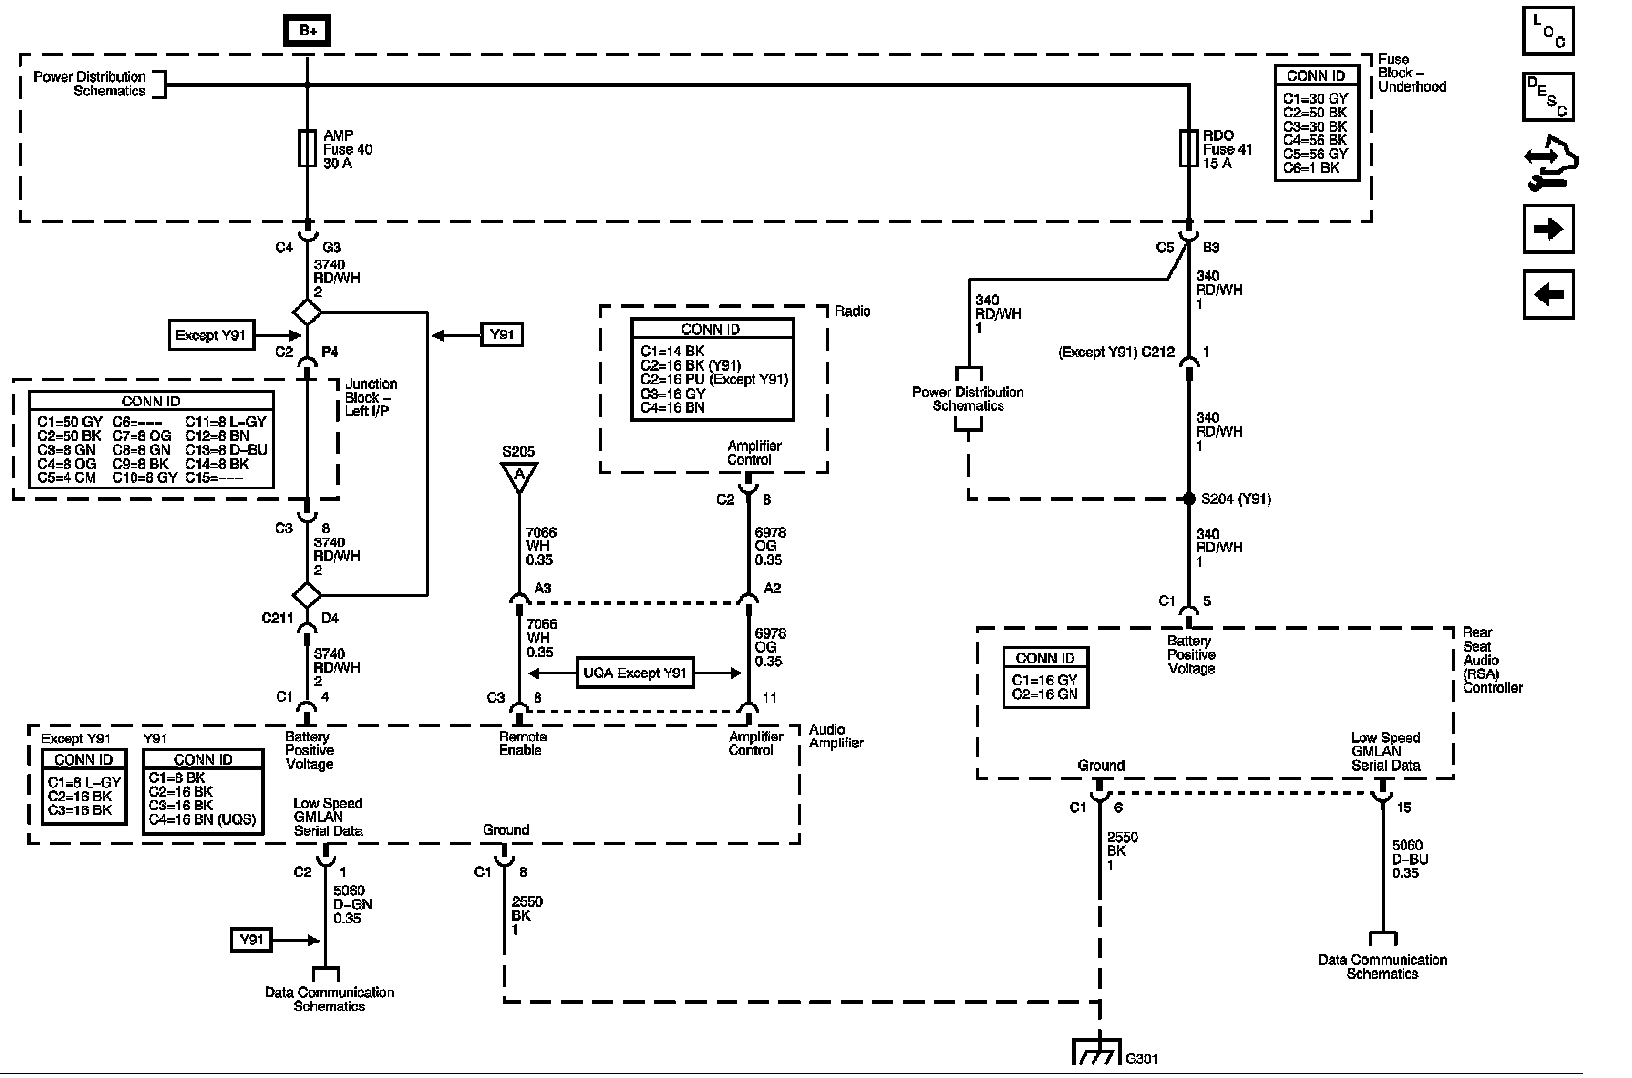 B+
L O C
Power Distribution
Schematics
Fuse
Block –
Underhood
CONN ID
C1=30 GY
C2=50 BK
C3=30 BK
C4=56 BK
C5=56 GY
C6=1 BK
D E S C
AMP
Fuse 40
30 A
RDO
Fuse 41
15 A
C4 G3
3740
RD/WH
2
C5 B3
340
RD/WH
1
340
RD/WH
1
Except Y91
Y91
C2 P4
Radio
CONN ID
C1=14 BK
C2=16 BK (Y91)
C2=16 PU (Except Y91)
C3=16 GY
C4=16 BN
Amplifier
Control
C2 8
(Except Y91) C212 1
Power Distribution
Schematics
340
RD/WH
1
Junction
Block –
Left I/P
CONN ID
C1=50 GY C6=––– C11=8 L–GY
C2=50 BK C7=8 OG C12=8 BN
C3=8 GN C8=8 GN C13=8 D–BU
C4=8 OG C9=8 BK C14=8 BK
C5=4 CM C10=8 GY C15=–––
S205
A
S204 (Y91)
C3 8
3740
RD/WH
2
7066
WH
0.35
6978
OG
0.35
340
RD/WH
1
A3 A2
C211 D4
3740
RD/WH
2
7066
WH
0.35
6978
OG
0.35
UQA Except Y91
C1 5
C1 4
C3 8
11
Battery
Positive
Voltage
Rear
Seat
Audio
(RSA)
Controller
CONN ID
C1=16 GY
C2=16 GN
Audio
Amplifier
Except Y91
CONN ID
C1=8 L–GY
C2=16 BK
C3=16 BK
Y91
CONN ID
C1=8 BK
C2=16 BK
C3=16 BK
C4=16 BN (UQS)
Battery
Positive
Voltage
Remote
Enable
Amplifier
Control
Low Speed
GMLAN
Serial Data
Ground
Ground
Low Speed
GMLAN
Serial Data
C1 6
15
C2 1
C1 8
5060
D–GN
0.35
2550
BK
1
2550
BK
1
5060
D–BU
0.35
Y91
Data Communication
Schematics
Data Communication
Schematics
G301